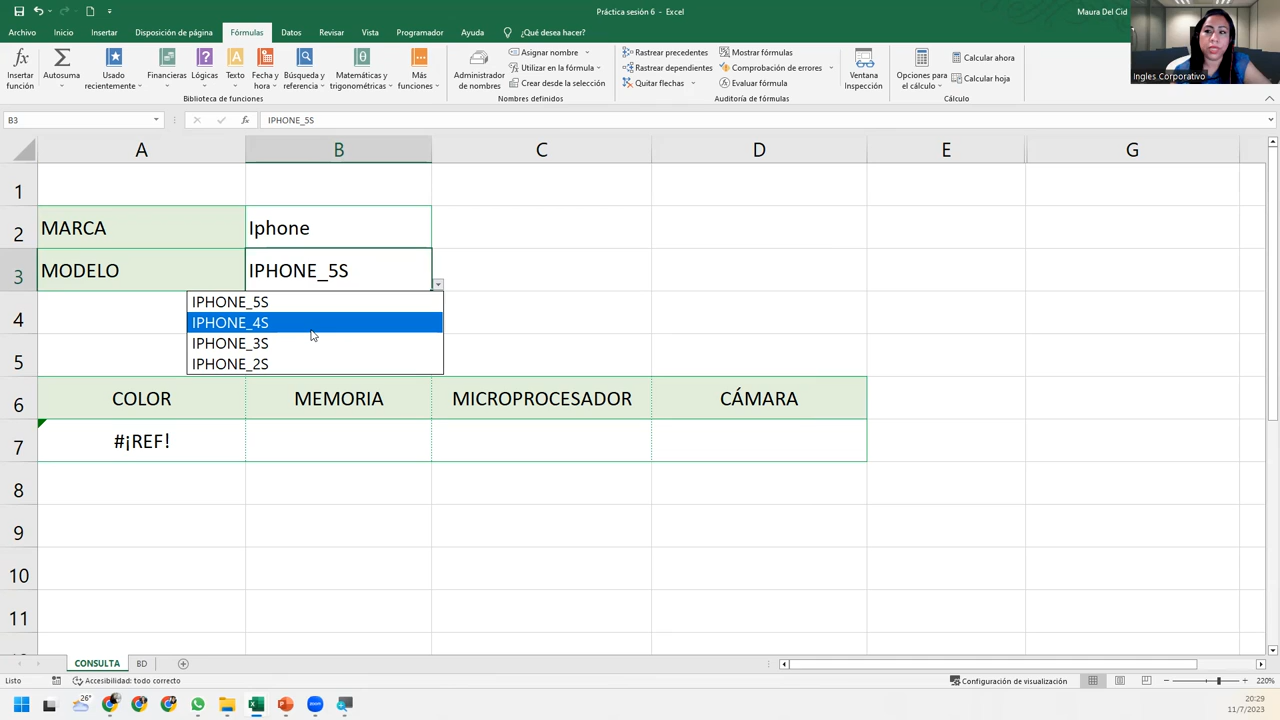 Práctica sesión 6 - Excel
Maura Del Cid
Archivo Inicio Insertar Disposición de página Fórmulas Datos Revisar Vista Programador Ayuda ¿Qué desea hacer?
Insertar función
Autosuma
Usado recientemente
Financieras
Lógicas
Texto
Fecha y hora
Búsqueda y referencia
Matemáticas y trigonométricas
Más funciones
Biblioteca de funciones
Administrador de nombres
Asignar nombre
Utilizar en la fórmula
Crear desde la selección
Nombres definidos
Rastrear precedentes
Rastrear dependientes
Quitar flechas
Mostrar fórmulas
Comprobación de errores
Evaluar fórmula
Auditoría de fórmulas
Ventana Inspección
Opciones para el cálculo
Calcular ahora
Calcular hoja
Cálculo
Ingles Corporativo
B3 fx IPHONE_5S
A B C D E G
1
2 MARCA Iphone
3 MODELO IPHONE_5S
IPHONE_5S
4 IPHONE_4S
IPHONE_3S
5 IPHONE_2S
6 COLOR MEMORIA MICROPROCESADOR CÁMARA
7 #¡REF!
8
9
10
11
CONSULTA BD
Listo Accesibilidad: todo correcto Configuración de visualización 220%
26°
20:29
11/7/2023